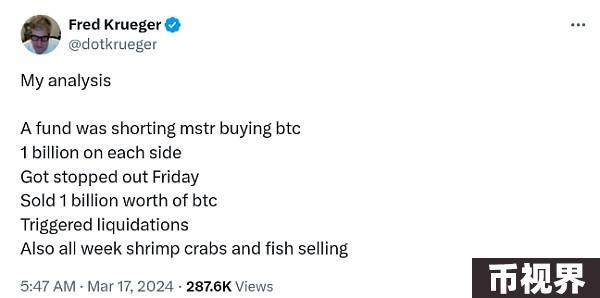 Fred Krueger
@dotkrueger
My analysis
A fund was shorting mstr buying btc
1 billion on each side
Got stopped out Friday
Sold 1 billion worth of btc
Triggered liquidations
Also all week shrimp crabs and fish selling
5:47 AM · Mar 17, 2024 · 287.6K Views
币视界